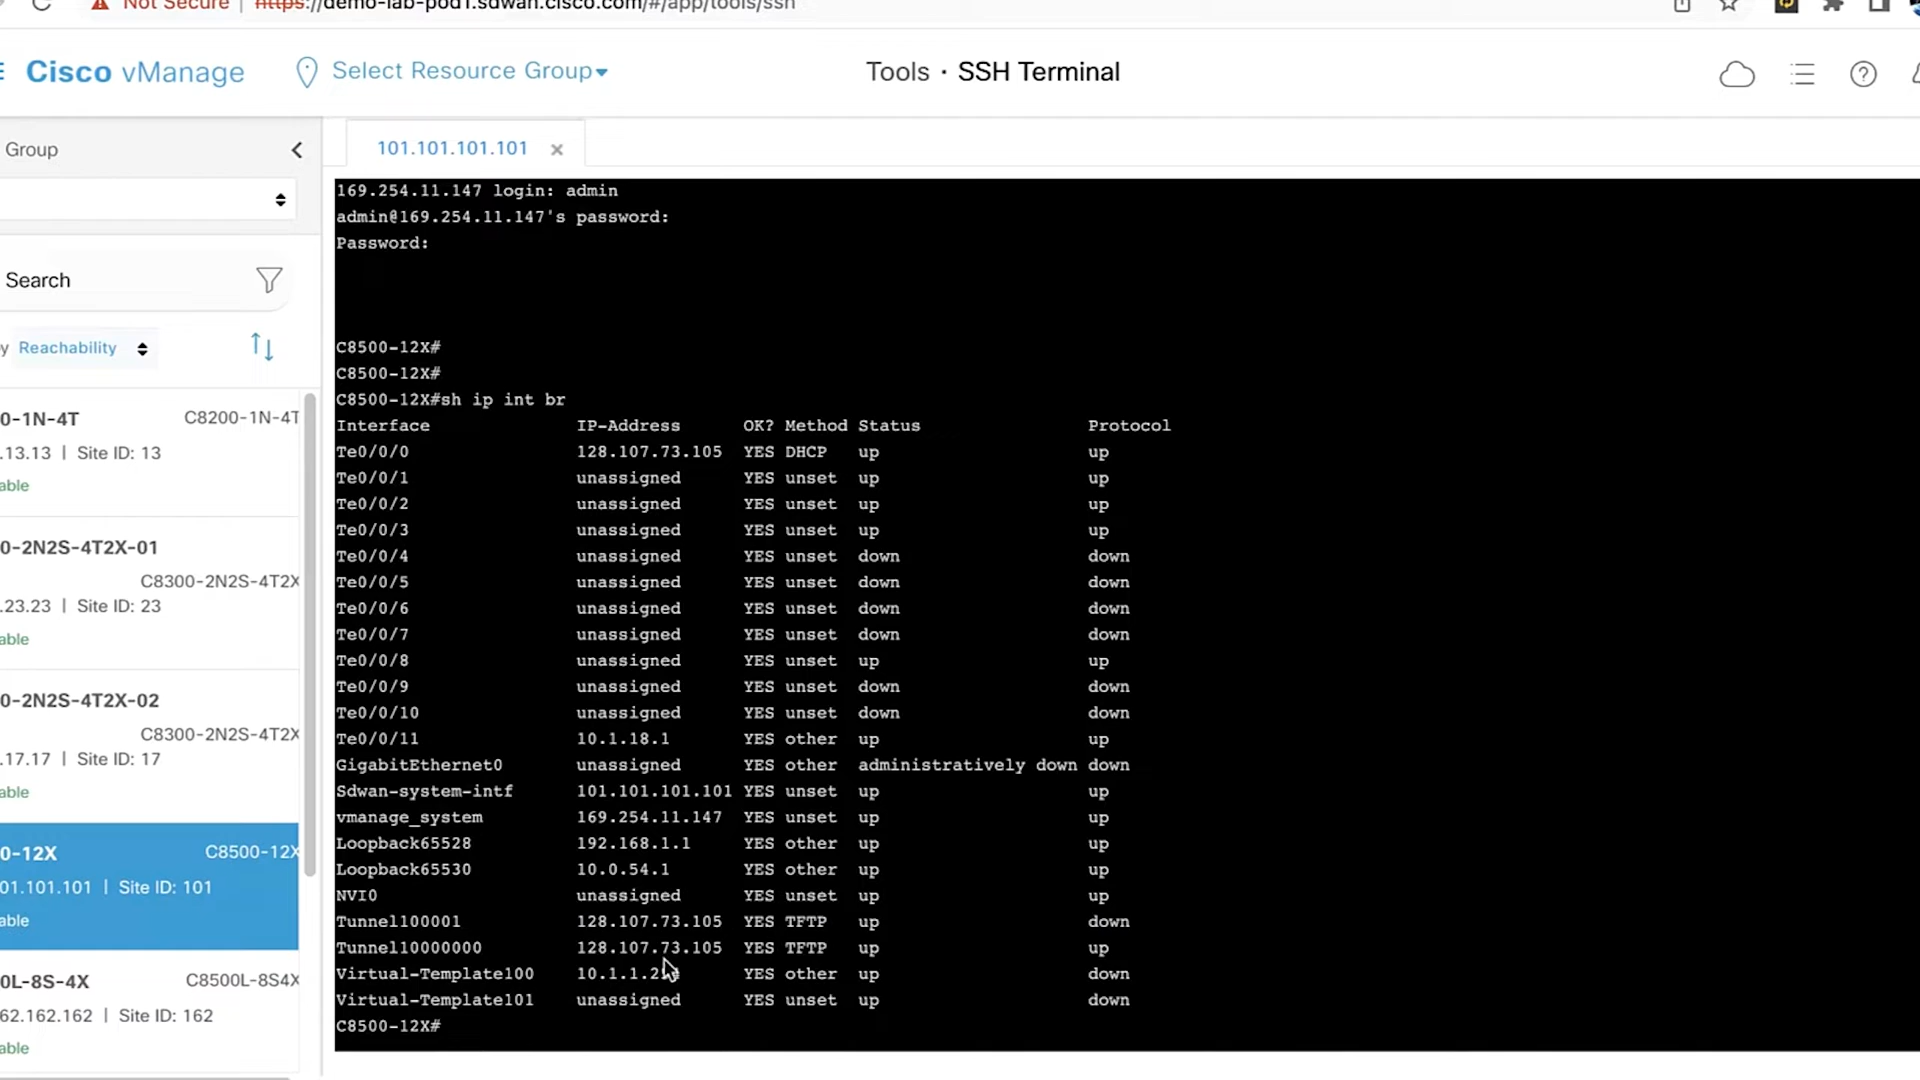 Not Secure | https://demo-lab-pod1.sdwan.cisco.com/#/app/tools/ssh
Cisco vManage
Select Resource Group
Tools · SSH Terminal
Group
Search
Reachability
0-1N-4T C8200-1N-4T
.13.13 | Site ID: 13
able
0-2N2S-4T2X-01
C8300-2N2S-4T2X
.23.23 | Site ID: 23
able
0-2N2S-4T2X-02
C8300-2N2S-4T2X
.17.17 | Site ID: 17
able
0-12X C8500-12X
01.101.101 | Site ID: 101
able
0L-8S-4X C8500L-8S4X
62.162.162 | Site ID: 162
able
101.101.101.101
169.254.11.147 login: admin
admin@169.254.11.147's password:
Password:
C8500-12X#
C8500-12X#
C8500-12X#sh ip int br
Interface IP-Address OK? Method Status Protocol
Te0/0/0 128.107.73.105 YES DHCP up up
Te0/0/1 unassigned YES unset up up
Te0/0/2 unassigned YES unset up up
Te0/0/3 unassigned YES unset up up
Te0/0/4 unassigned YES unset down down
Te0/0/5 unassigned YES unset down down
Te0/0/6 unassigned YES unset down down
Te0/0/7 unassigned YES unset down down
Te0/0/8 unassigned YES unset up up
Te0/0/9 unassigned YES unset down down
Te0/0/10 unassigned YES unset down down
Te0/0/11 10.1.18.1 YES other up up
GigabitEthernet0 unassigned YES other administratively down down
Sdwan-system-intf 101.101.101.101 YES unset up up
vmanage_system 169.254.11.147 YES unset up up
Loopback65528 192.168.1.1 YES other up up
Loopback65530 10.0.54.1 YES other up up
NVI0 unassigned YES unset up up
Tunnel100001 128.107.73.105 YES TFTP up down
Tunnel10000000 128.107.73.105 YES TFTP up up
Virtual-Template100 YES other up down
Virtual-Template101 unassigned YES unset up down
C8500-12X#